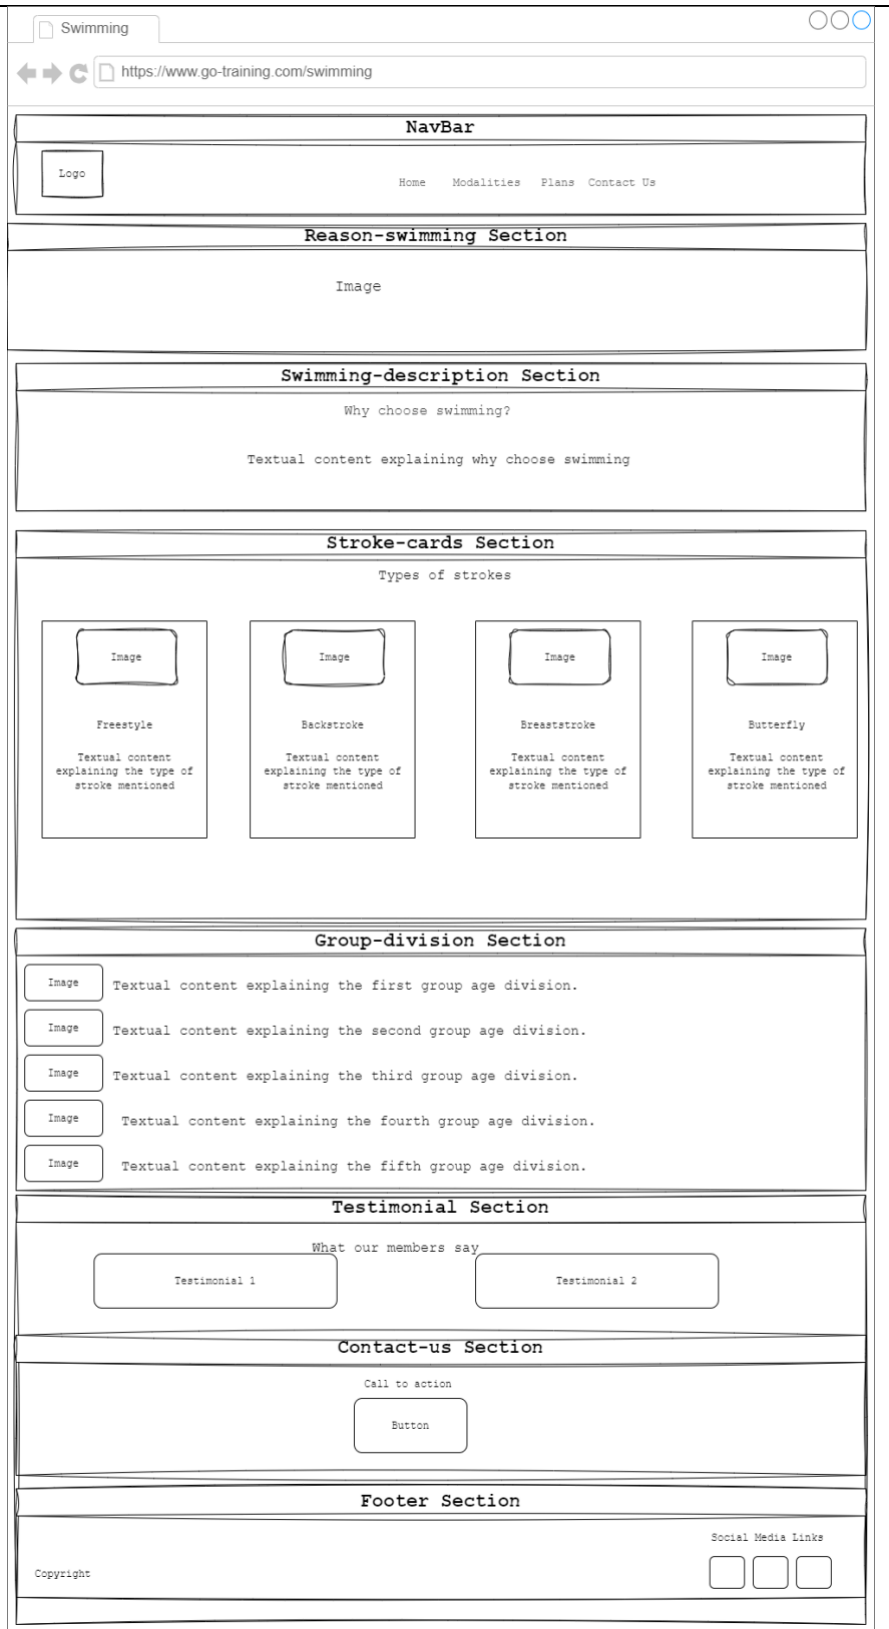 Swimming
https://www.go-training.com/swimming
NavBar
Logo
Home Modalities Plans Contact Us
Reason-swimming Section
Image
Swimming-description Section
Why choose swimming?
Textual content explaining why choose swimming
Stroke-cards Section
Types of strokes
Image
Freestyle
Textual content
explaining the type of
stroke mentioned
Image
Backstroke
Textual content
explaining the type of
stroke mentioned
Image
Breaststroke
Textual content
explaining the type of
stroke mentioned
Image
Butterfly
Textual content
explaining the type of
stroke mentioned
Group-division Section
Image Textual content explaining the first group age division.
Image Textual content explaining the second group age division.
Image Textual content explaining the third group age division.
Image Textual content explaining the fourth group age division.
Image Textual content explaining the fifth group age division.
Testimonial Section
What our members say
Testimonial 1 Testimonial 2
Contact-us Section
Call to action
Button
Footer Section
Social Media Links
Copyright